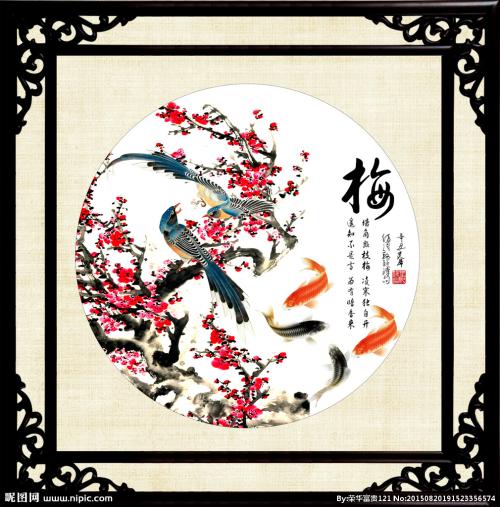 梅
墙角数枝梅 凌寒独自开
遥知不是雪 为有暗香来
昵图网 www.nipic.com
By:荣华富贵121 No:20150820191523356574